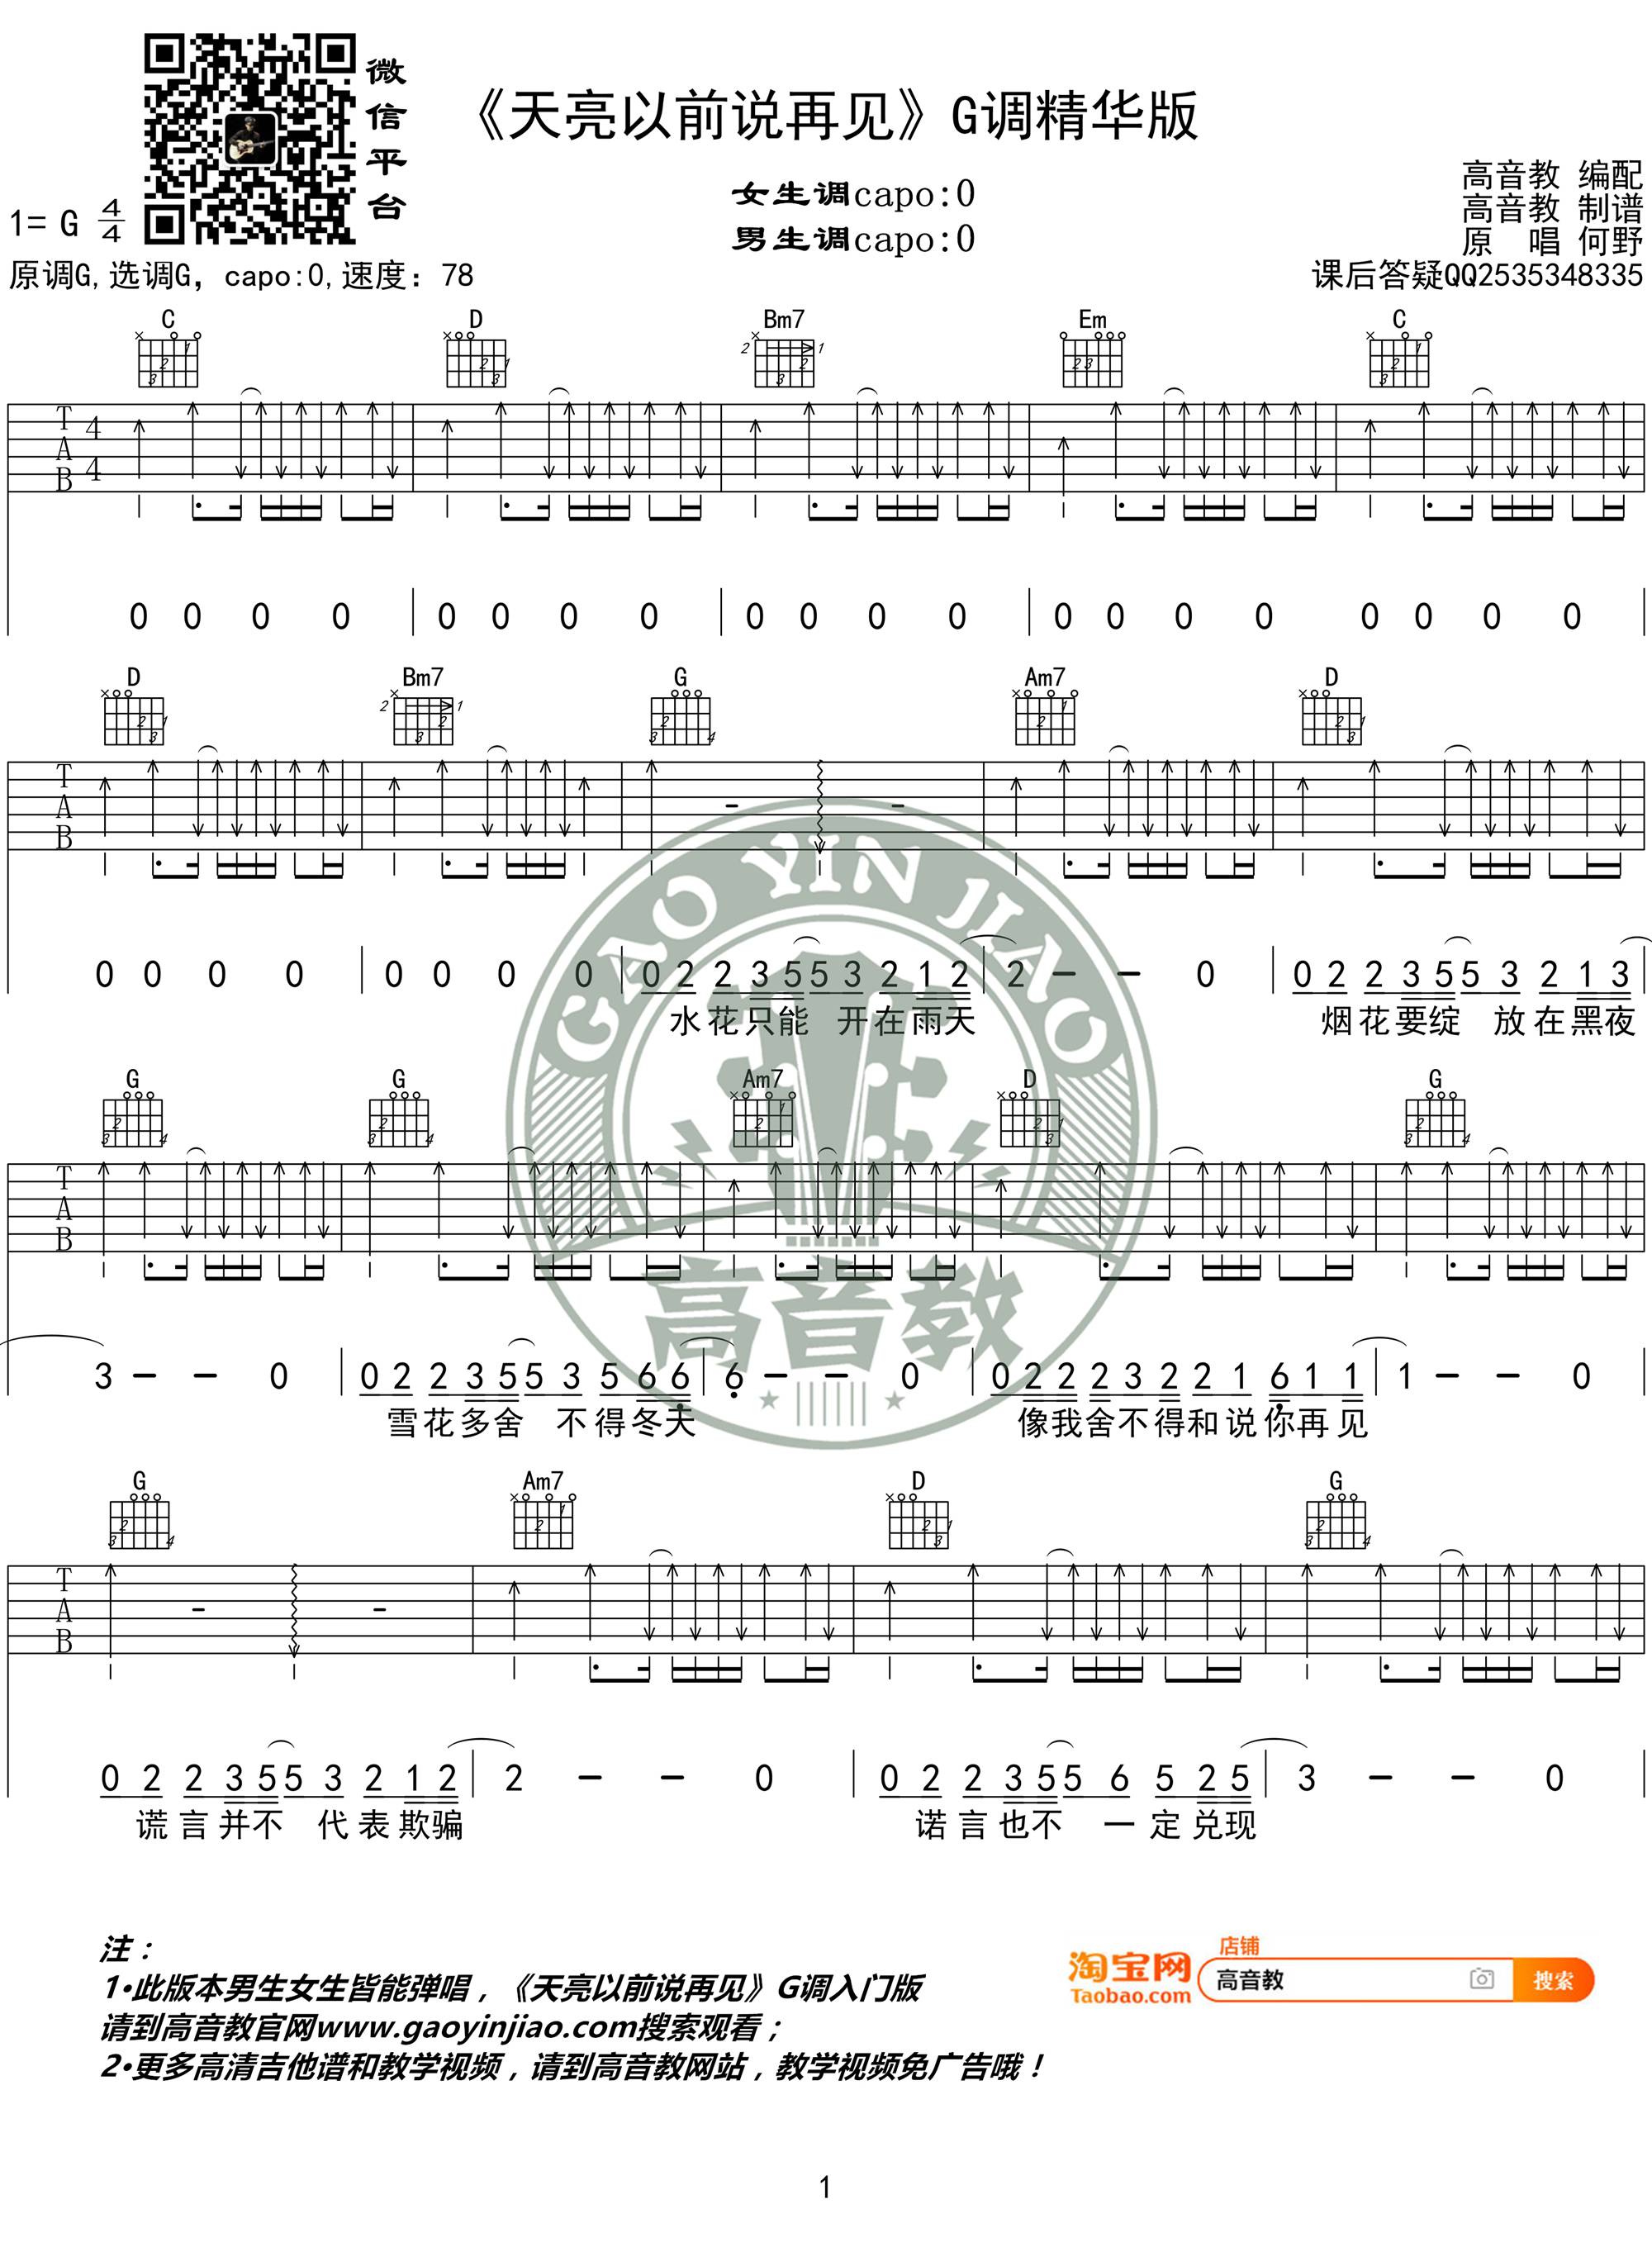 微信平台
《天亮以前说再见》G调精华版
女生调capo:0
男生调capo:0
高音教 编配
高音教 制谱
原 唱 何野
1= G 4/4
原调G,选调G，capo:0,速度：78
课后答疑QQ2535348335
C D Bm7 Em C
T A B 4 4
0 0 0 0 0 0 0 0 0 0 0 0 0 0 0 0 0 0 0 0
D Bm7 G Am7 D
T A B
0 0 0 0 0 0 0 0 0 2 2 3 5 5 3 2 1 2 2 - - 0 0 2 2 3 5 5 3 2 1 3
水花只能 开在雨天 烟花要绽 放在黑夜
G G Am7 D G
T A B
3 - - 0 0 2 2 3 5 5 3 5 6 6 6 - - 0 0 2 2 2 3 2 2 1 6 1 1 1 - - 0
雪花多舍 不得冬天 像我舍不得和说你再见
G Am7 D G
T A B
0 2 2 3 5 5 3 2 1 2 2 - - 0 0 2 2 3 5 5 6 5 2 5 3 - - 0
谎言并不 代表欺骗 诺言也不 一定兑现
GAO YIN JIAO
高音教
注：
1•此版本男生女生皆能弹唱，《天亮以前说再见》G调入门版
请到高音教官网www.gaoyinjiao.com搜索观看；
2•更多高清吉他谱和教学视频，请到高音教网站，教学视频免广告哦！
店铺
淘宝网 高音教 搜索
Taobao.com
1